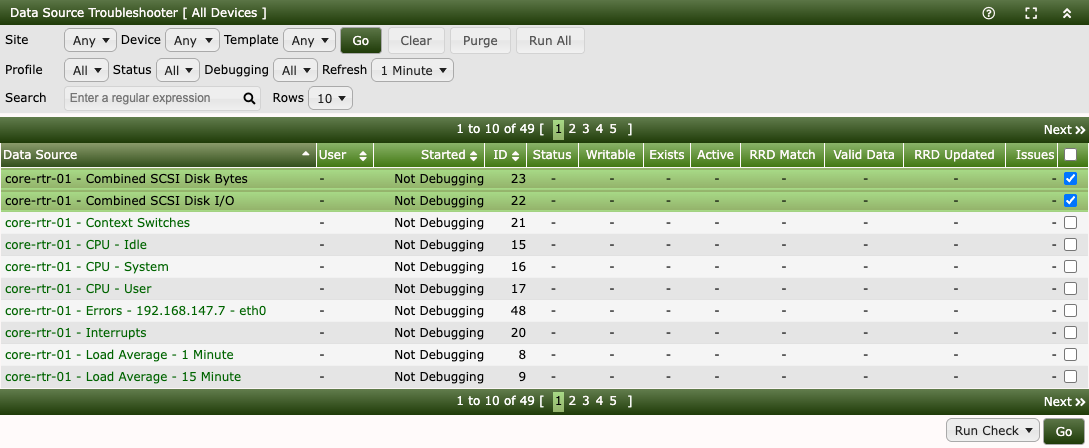 Data Source Troubleshooter [ All Devices ]
Site Any Device Any Template Any Go Clear Purge Run All
Profile All Status All Debugging All Refresh 1 Minute
Search Enter a regular expression Rows 10
1 to 10 of 49 [ 1 2 3 4 5 ] Next
Data Source User Started ID Status Writable Exists Active RRD Match Valid Data RRD Updated Issues
core-rtr-01 - Combined SCSI Disk Bytes - Not Debugging 23 - - - - - - - -
core-rtr-01 - Combined SCSI Disk I/O - Not Debugging 22 - - - - - - - -
core-rtr-01 - Context Switches - Not Debugging 21 - - - - - - - -
core-rtr-01 - CPU - Idle - Not Debugging 15 - - - - - - - -
core-rtr-01 - CPU - System - Not Debugging 16 - - - - - - - -
core-rtr-01 - CPU - User - Not Debugging 17 - - - - - - - -
core-rtr-01 - Errors - 192.168.147.7 - eth0 - Not Debugging 48 - - - - - - - -
core-rtr-01 - Interrupts - Not Debugging 20 - - - - - - - -
core-rtr-01 - Load Average - 1 Minute - Not Debugging 8 - - - - - - - -
core-rtr-01 - Load Average - 15 Minute - Not Debugging 9 - - - - - - - -
1 to 10 of 49 [ 1 2 3 4 5 ] Next
Run Check Go